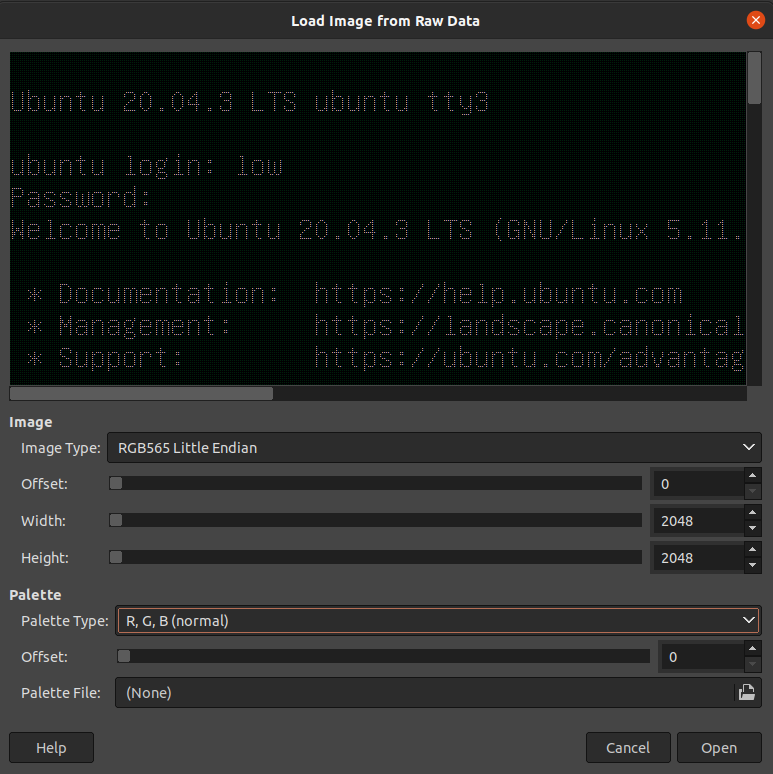 Load Image from Raw Data
Ubuntu 20.04.3 LTS ubuntu tty3
ubuntu login: low
Password:
Welcome to Ubuntu 20.04.3 LTS (GNU/Linux 5.11.
* Documentation: https://help.ubuntu.com
* Management: https://landscape.canonical
* Support: https://ubuntu.com/advantag
Image
Image Type: RGB565 Little Endian
Offset: 0
Width: 2048
Height: 2048
Palette
Palette Type: R, G, B (normal)
Offset: 0
Palette File: (None)
Help Cancel Open